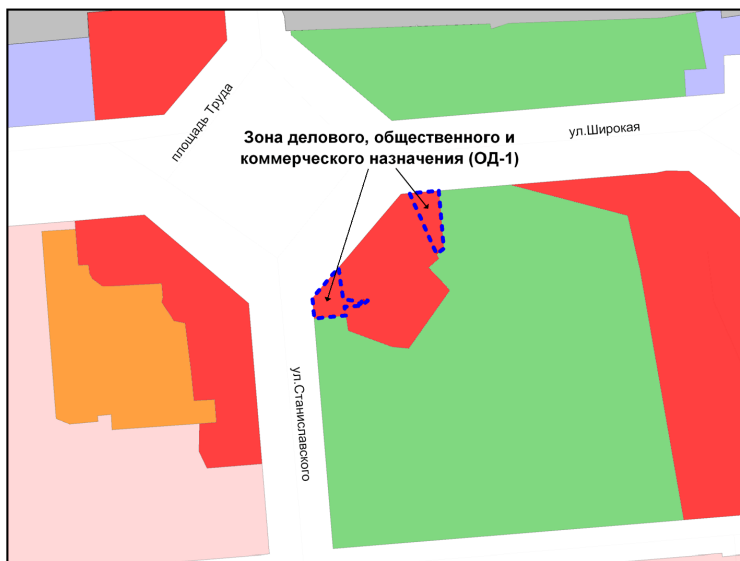 площадь Труда
ул.Широкая
Зона делового, общественного и
коммерческого назначения (ОД-1)
ул.Станиславского